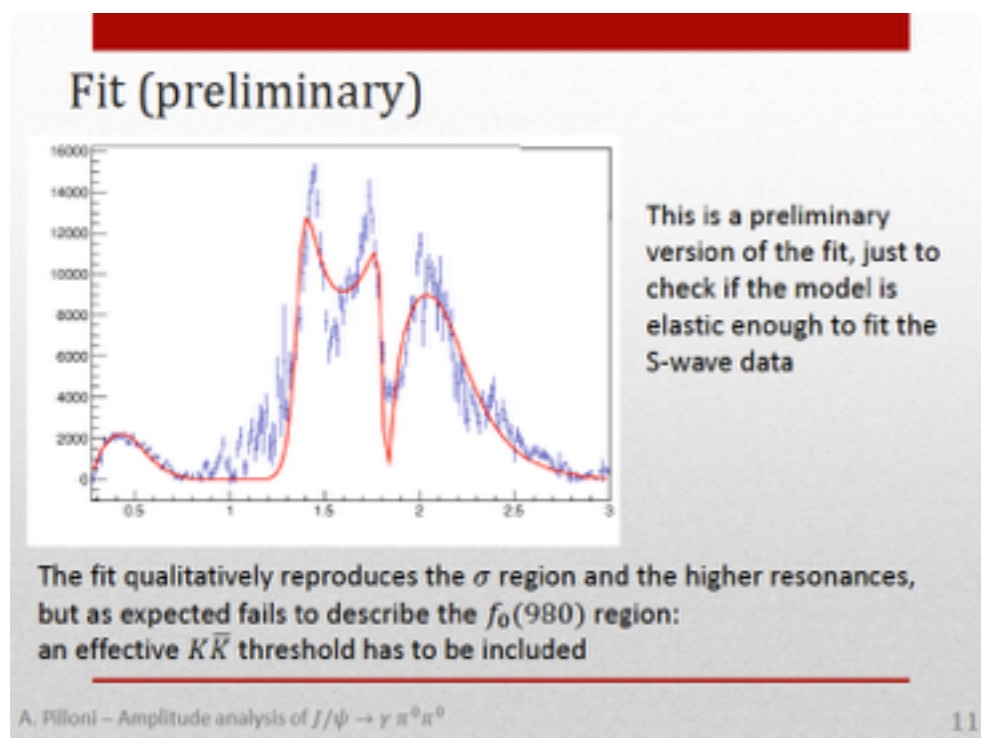 Fit (preliminary)
16000
14000
12000
10000
8000
6000
4000
2000
0
0.5
1
1.5
2
2.5
3
This is a preliminary
version of the fit, just to
check if the model is
elastic enough to fit the
S-wave data
The fit qualitatively reproduces the σ region and the higher resonances,
but as expected fails to describe the f₀(980) region:
an effective KK̅ threshold has to be included
A. Pilloni – Amplitude analysis of J/ψ → γ π⁰π⁰
11